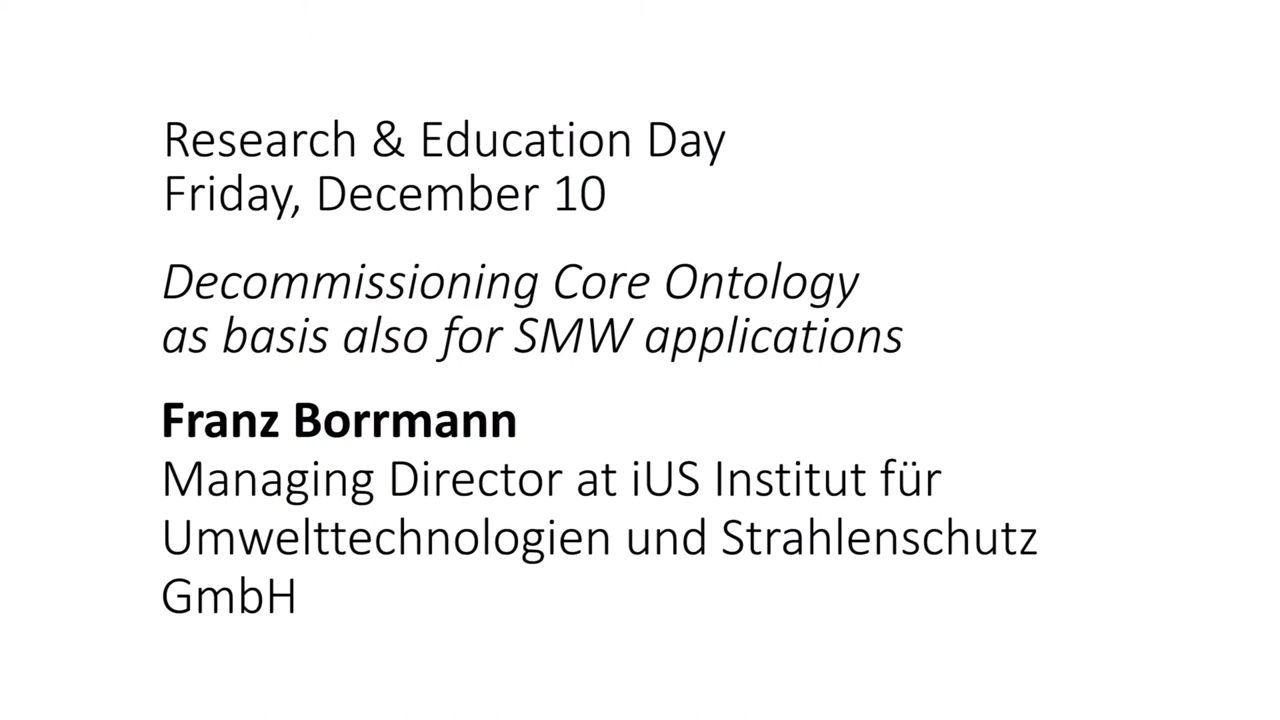 Research & Education Day
Friday, December 10
Decommissioning Core Ontology
as basis also for SMW applications
Franz Borrmann
Managing Director at iUS Institut für
Umwelttechnologien und Strahlenschutz
GmbH